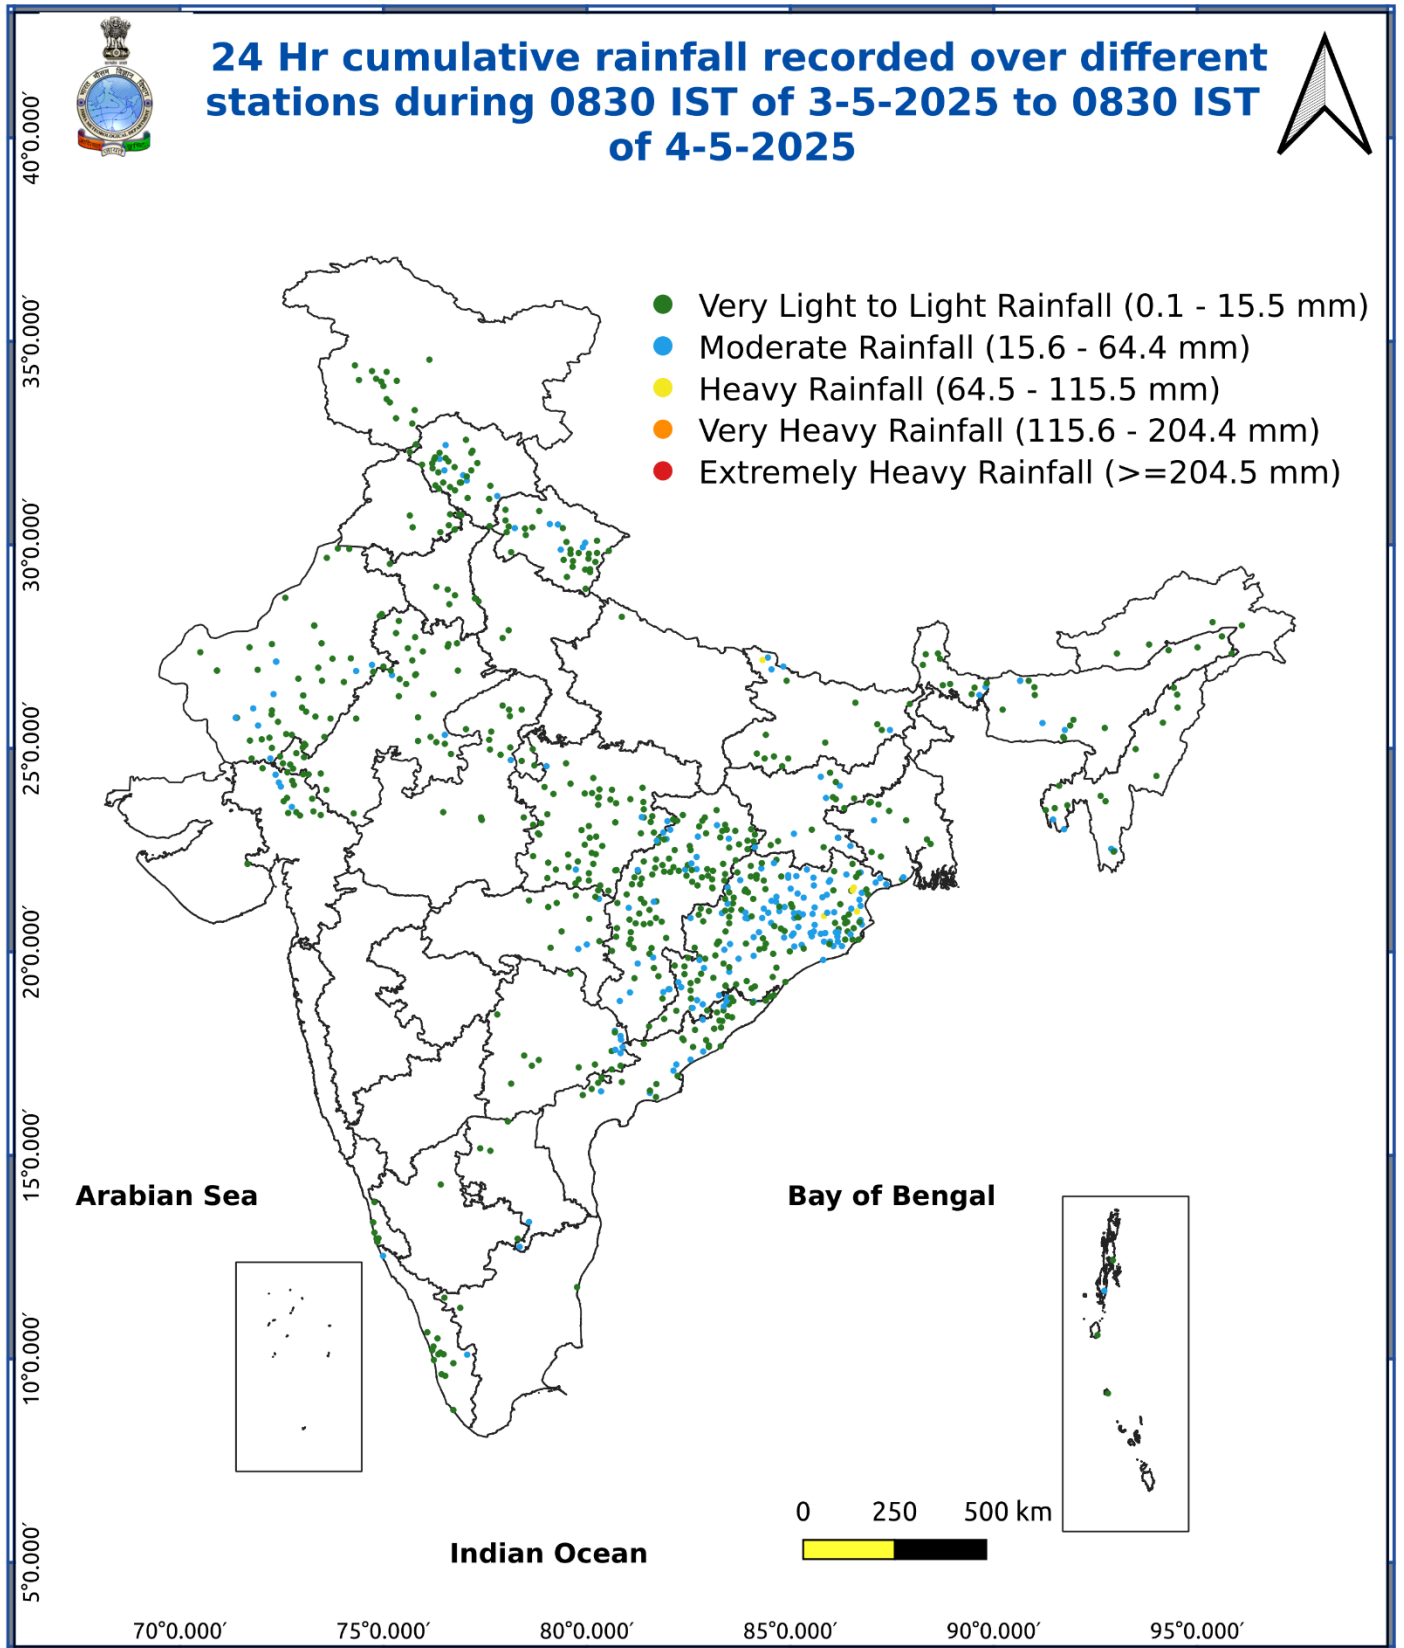 24 Hr cumulative rainfall recorded over different
stations during 0830 IST of 3-5-2025 to 0830 IST
of 4-5-2025
Very Light to Light Rainfall (0.1 - 15.5 mm)
Moderate Rainfall (15.6 - 64.4 mm)
Heavy Rainfall (64.5 - 115.5 mm)
Very Heavy Rainfall (115.6 - 204.4 mm)
Extremely Heavy Rainfall (>=204.5 mm)
40°0.000′
35°0.000′
30°0.000′
25°0.000′
20°0.000′
15°0.000′
10°0.000′
5°0.000′
Arabian Sea
Bay of Bengal
Indian Ocean
0 250 500 km
70°0.000′ 75°0.000′ 80°0.000′ 85°0.000′ 90°0.000′ 95°0.000′